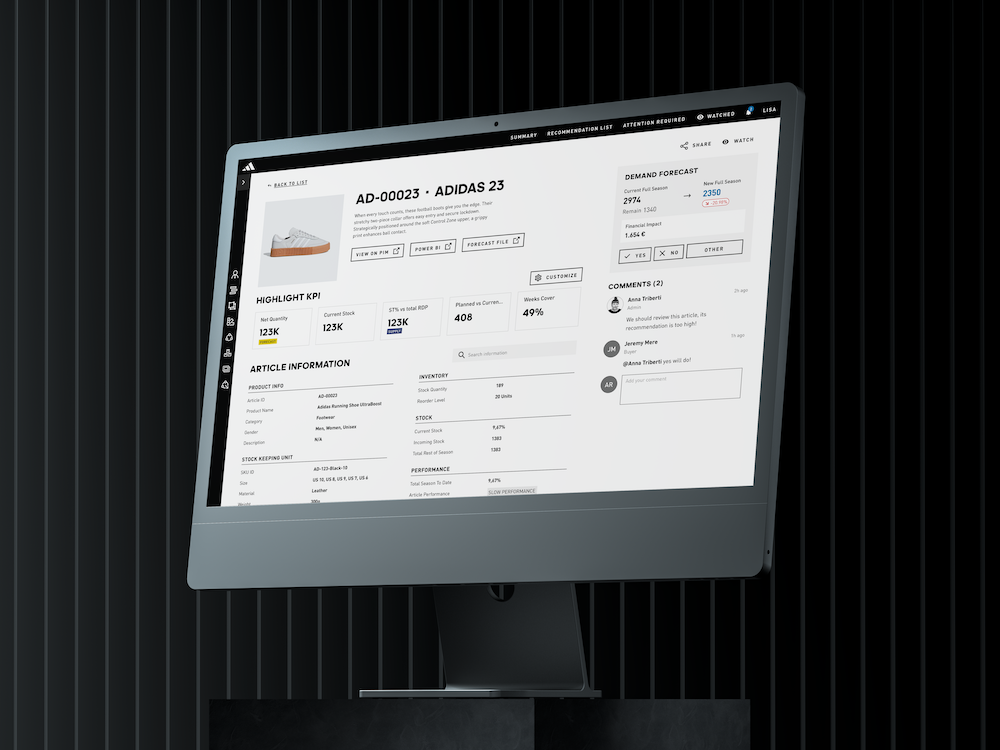 SUMMARY
RECOMMENDATION LIST
ATTENTION REQUIRED
WATCHED
LISA
BACK TO LIST
SHARE
WATCH
AD-00023 · ADIDAS 23
When every touch counts, these football boots give you the edge. Their
stretchy two-piece collar offers easy entry and secure lockdown.
Strategically positioned around the soft Control Zone upper, a grippy
print enhances ball contact.
VIEW ON PIM
POWER BI
FORECAST FILE
DEMAND FORECAST
Current Full Season
2974
Remain 1340
New Full Season
2350
Financial Impact
1.654 €
YES
NO
OTHER
CUSTOMIZE
HIGHLIGHT KPI
Net Quantity
123K
Current Stock
123K
ST% vs total RDP
123K
Planned vs Curren...
408
Weeks Cover
49%
COMMENTS (2)
Anna Triberti
Admin
2h ago
We should review this article, its
recommendation is too high!
JM
Jeremy Mere
Buyer
1h ago
@Anna Triberti yes will do!
AR
Add your comment
ARTICLE INFORMATION
Search information
PRODUCT INFO
Article ID AD-00023
Product Name Adidas Running Shoe UltraBoost
Category Footwear
Gender Men, Women, Unisex
Description N/A
STOCK KEEPING UNIT
SKU ID AD-123-Black-10
Size US 10, US 8, US 9, US 7, US 6
Material Leather
Weight 300g
INVENTORY
Stock Quantity 189
Reorder Level 20 Units
STOCK
Current Stock 9,67%
Incoming Stock 1383
Total Rest of Season 1383
PERFORMANCE
Total Season To Date 9,67%
Article Performance SLOW PERFORMANCE